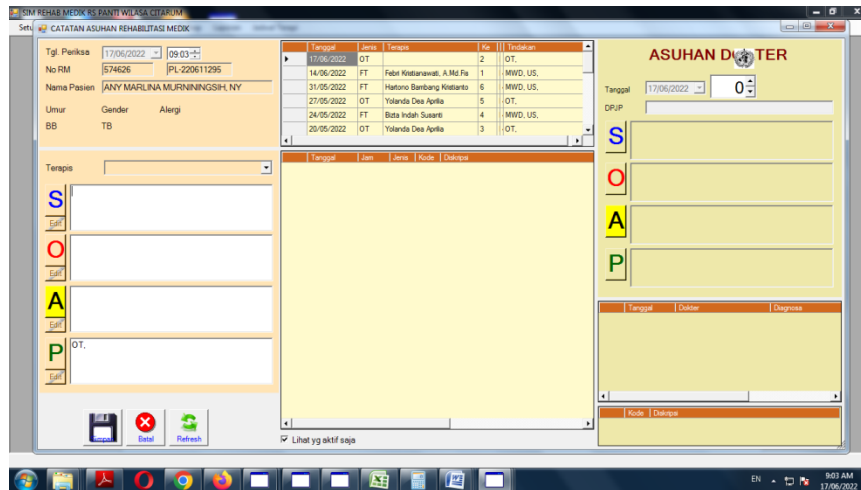 SIM REHAB MEDIK RS PANTI WILASA CITARUM
Setu
CATATAN ASUHAN REHABILITASI MEDIK
Tgl. Periksa 17/06/2022 09:03
No RM 574626 PL-220611295
Nama Pasien ANY MARLINA MURNININGSIH, NY
Umur Gender Alergi
BB TB
Terapis
S
Edit
O
Edit
A
Edit
P OT,
Edit
Simpan Batal Refresh
Tanggal Jenis Terapis Ke Tindakan
17/06/2022 OT 2 OT,
14/06/2022 FT Febri Kristianawati, A.Md.Fis 1 MWD, US,
31/05/2022 FT Hartono Bambang Kristianto 6 MWD, US,
27/05/2022 OT Yolanda Dea Aprilia 5 OT,
24/05/2022 FT Bizta Indah Susanti 4 MWD, US,
20/05/2022 OT Yolanda Dea Aprilia 3 OT,
Tanggal Jam Jenis Kode Diskripsi
Lihat yg aktif saja
ASUHAN D TER
Tanggal 17/06/2022 0
DPJP
S
O
A
P
Tanggal Dokter Diagnosa
Kode Diskripsi
EN 9:03 AM
17/06/2022